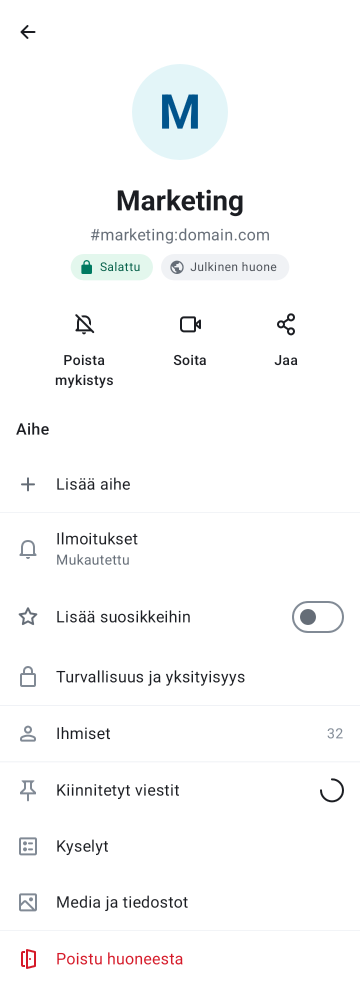 M
Marketing
#marketing:domain.com
Salattu
Julkinen huone
Poista
mykistys
Soita
Jaa
Aihe
Lisää aihe
Ilmoitukset
Mukautettu
Lisää suosikkeihin
Turvallisuus ja yksityisyys
Ihmiset
32
Kiinnitetyt viestit
Kyselyt
Media ja tiedostot
Poistu huoneesta